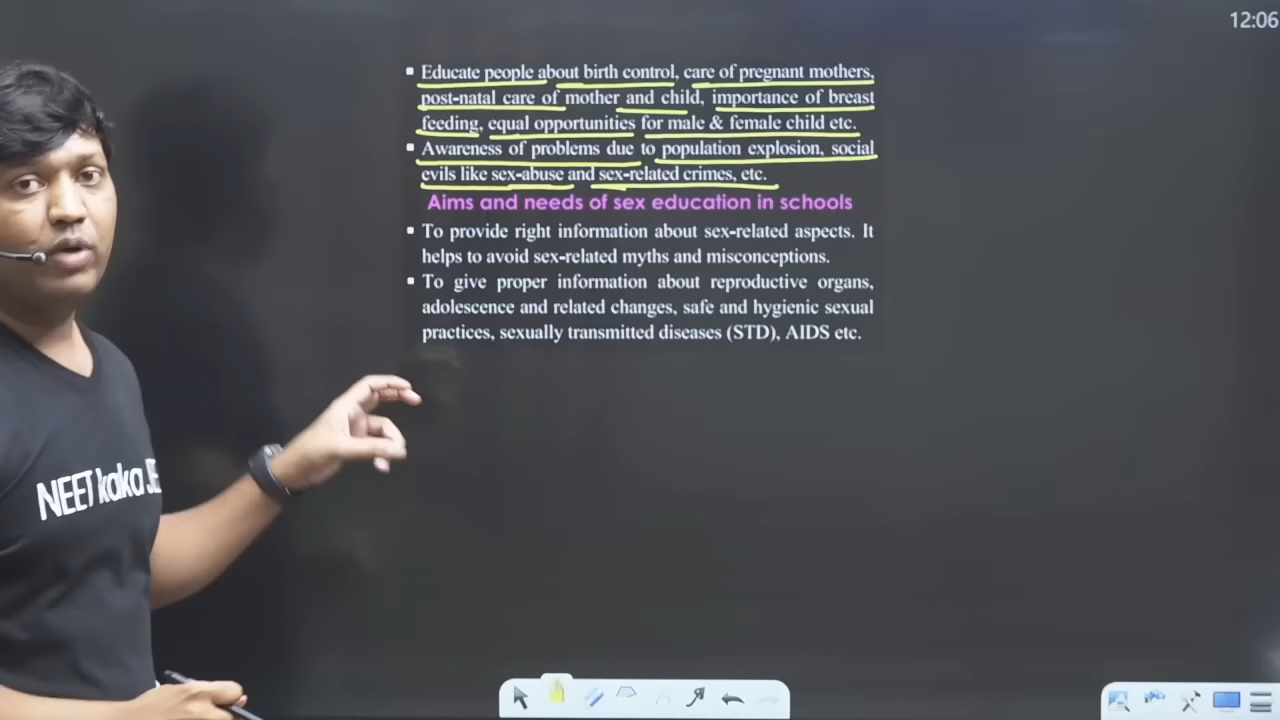 12:06
▪ Educate people about birth control, care of pregnant mothers,
post-natal care of mother and child, importance of breast
feeding, equal opportunities for male & female child etc.
▪ Awareness of problems due to population explosion, social
evils like sex-abuse and sex-related crimes, etc.
Aims and needs of sex education in schools
▪ To provide right information about sex-related aspects. It
helps to avoid sex-related myths and misconceptions.
▪ To give proper information about reproductive organs,
adolescence and related changes, safe and hygienic sexual
practices, sexually transmitted diseases (STD), AIDS etc.
NEET kaka JEE